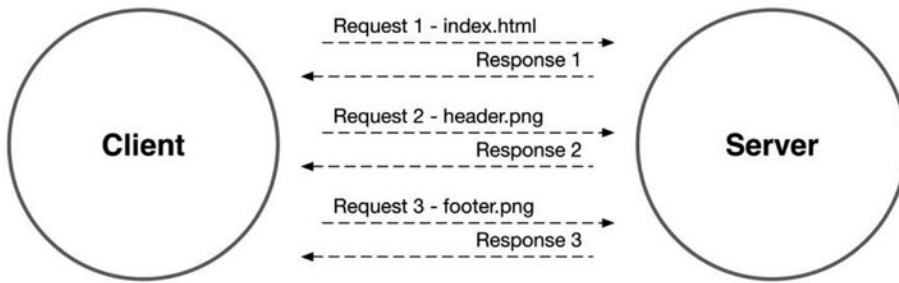 Request 1 - index.html
Response 1
Client
Request 2 - header.png
Response 2
Server
Request 3 - footer.png
Response 3